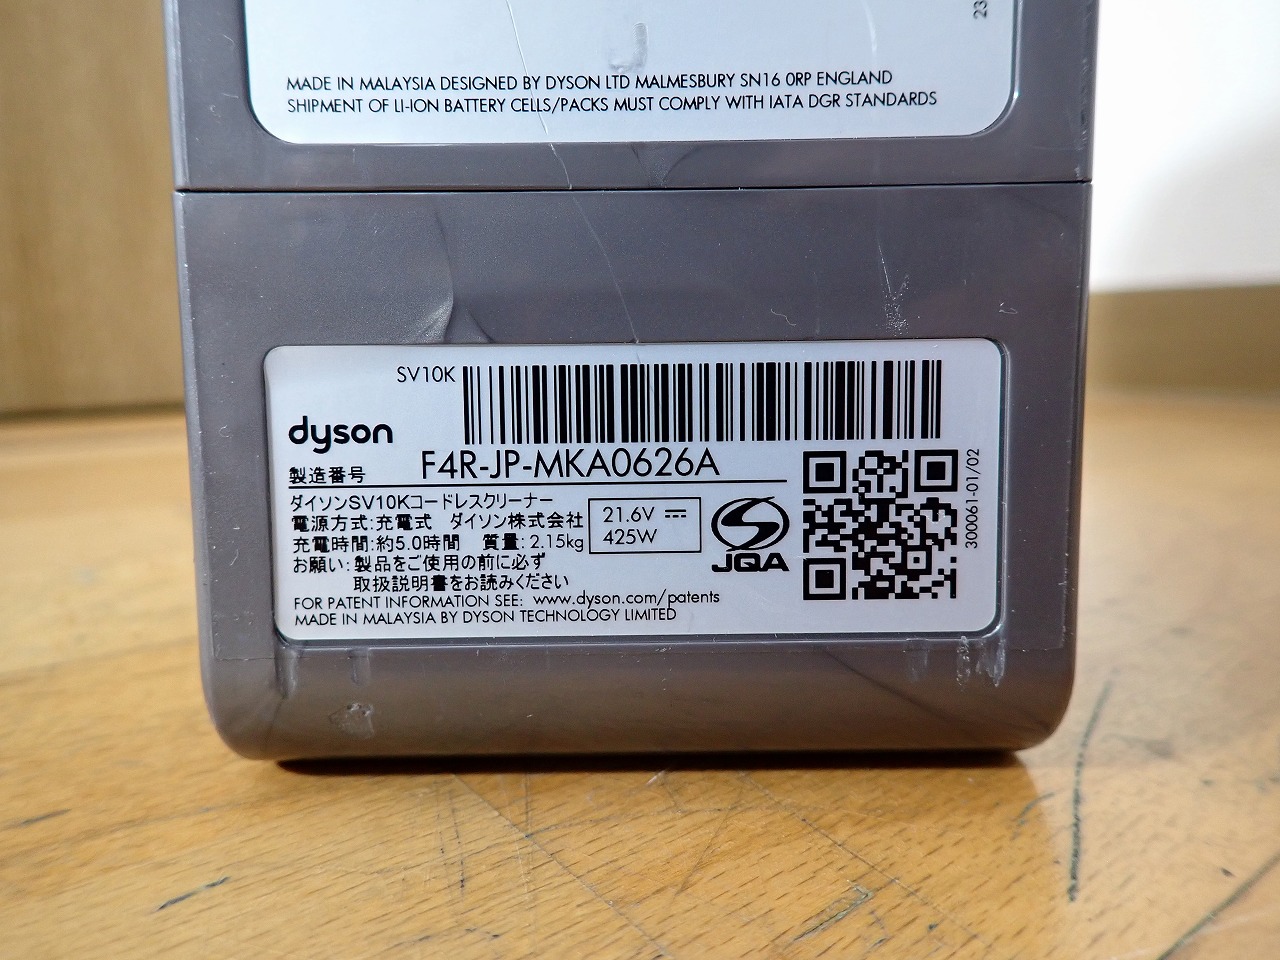 23
MADE IN MALAYSIA DESIGNED BY DYSON LTD MALMESBURY SN16 0RP ENGLAND
SHIPMENT OF LI-ION BATTERY CELLS/PACKS MUST COMPLY WITH IATA DGR STANDARDS
SV10K
dyson
製造番号 F4R-JP-MKA0626A
ダイソンSV10Kコードレスクリーナー
電源方式:充電式 ダイソン株式会社
充電時間:約5.0時間 質量:2.15kg
お願い:製品をご使用の前に必ず
取扱説明書をお読みください
21.6V
425W
JQA
300061-01/02
FOR PATENT INFORMATION SEE: www.dyson.com/patents
MADE IN MALAYSIA BY DYSON TECHNOLOGY LIMITED